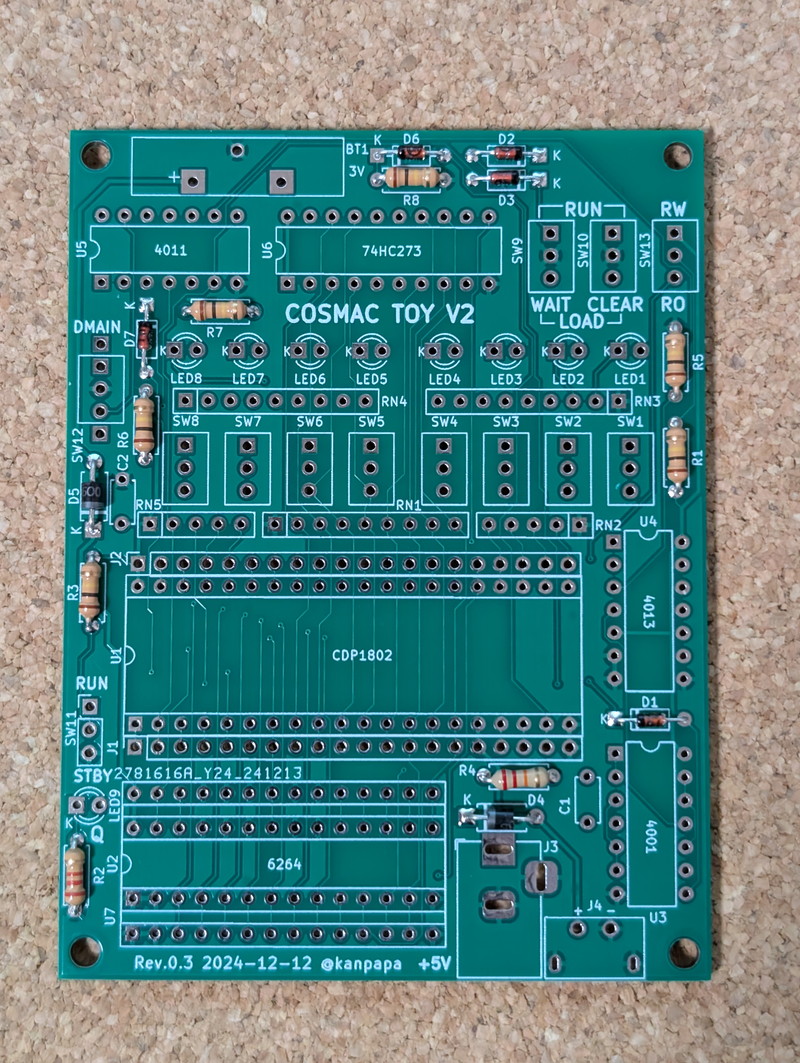 K D6 D2
BT1 K
3V K
R8 D3
RUN RW
U5 4011
U6 74HC273
SW9 SW10 SW13
WAIT CLEAR RO
LOAD
COSMAC TOY V2
K R7
D7
DMAIN
K K K K K K K K
LED8 LED7 LED6 LED5 LED4 LED3 LED2 LED1
R5
RN4 RN3
SW8 SW7 SW6 SW5 SW4 SW3 SW2 SW1
R6 R1
SW12
C2
D5
K
RN5 RN1 RN2
U4
J2
4013
R3
U1 CDP1802
RUN
SW11
D1
K
J1
STBY 2781616A_Y24_241213
R4
LED9
K D4
C1
K Q
J3
4001
U2 6264
R2
U7
J4 U3
+ -
+
Rev.0.3 2024-12-12 @kanpapa +5V